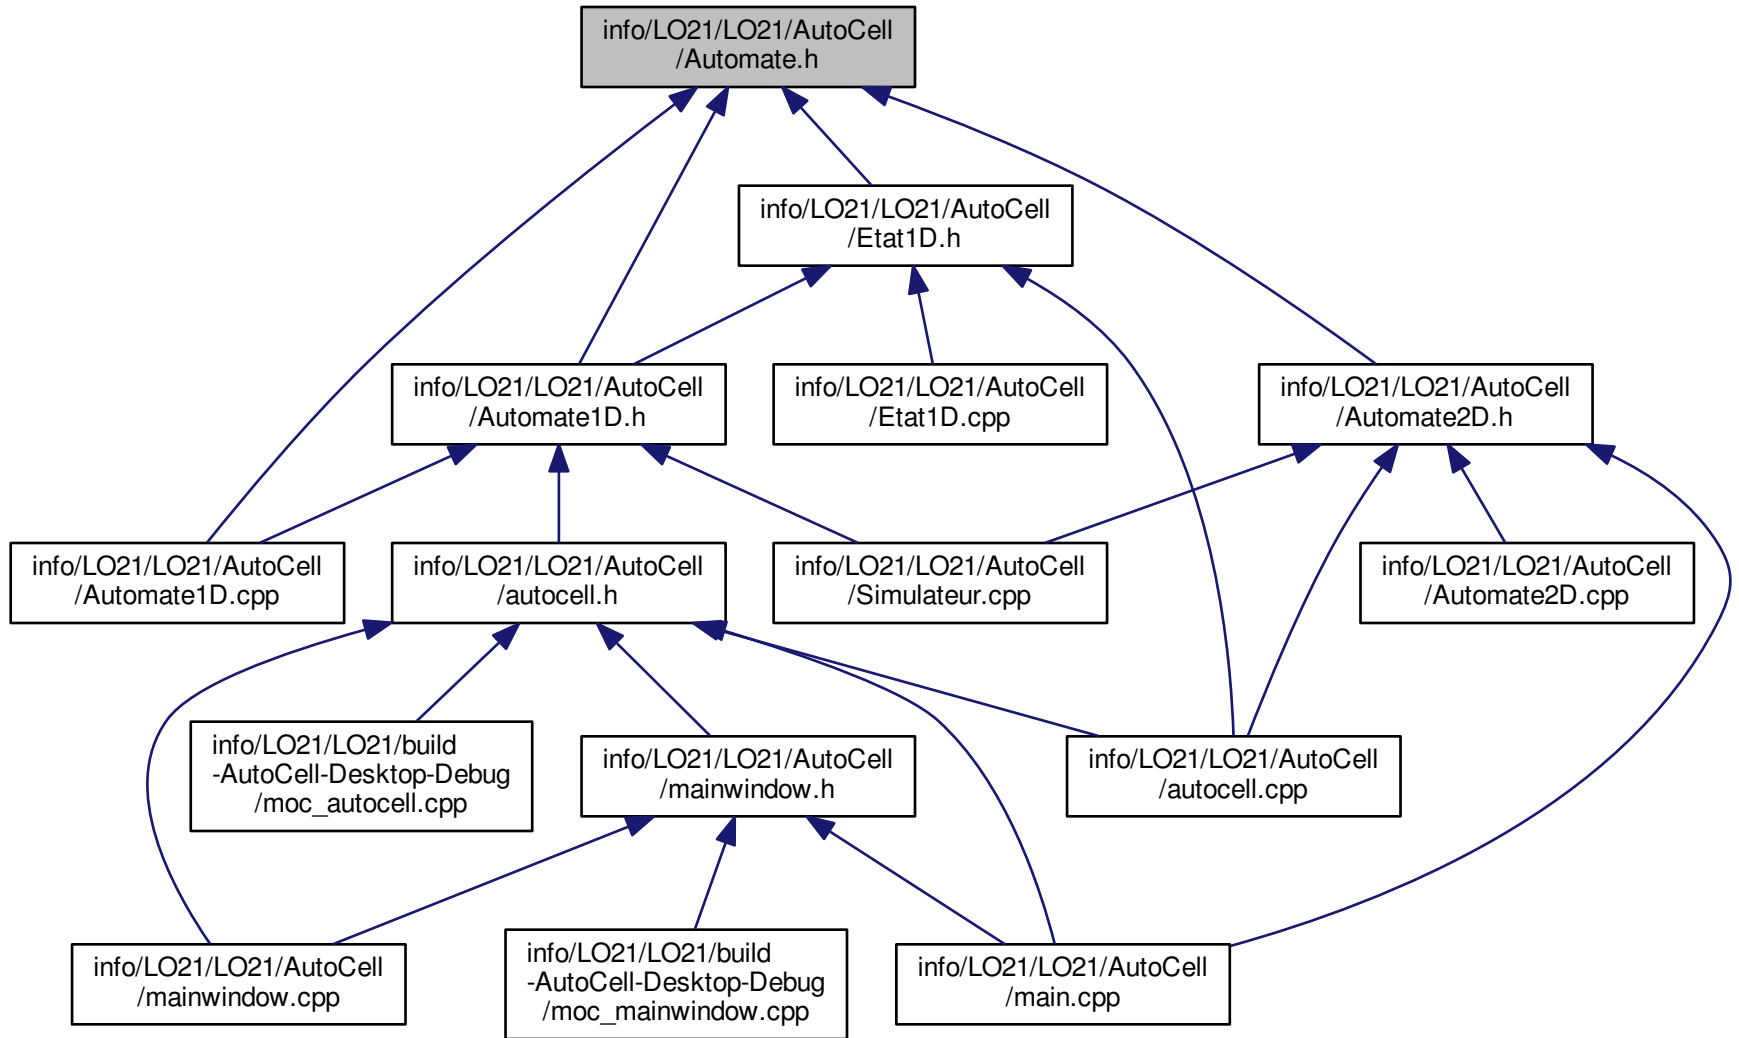 info/LO21/LO21/AutoCell
/Automate.h
info/LO21/LO21/AutoCell
/Etat1D.h
info/LO21/LO21/AutoCell
/Automate1D.h
info/LO21/LO21/AutoCell
/Etat1D.cpp
info/LO21/LO21/AutoCell
/Automate2D.h
info/LO21/LO21/AutoCell
/Automate1D.cpp
info/LO21/LO21/AutoCell
/autocell.h
info/LO21/LO21/AutoCell
/Simulateur.cpp
info/LO21/LO21/AutoCell
/Automate2D.cpp
info/LO21/LO21/build
-AutoCell-Desktop-Debug
/moc_autocell.cpp
info/LO21/LO21/AutoCell
/mainwindow.h
info/LO21/LO21/AutoCell
/autocell.cpp
info/LO21/LO21/AutoCell
/mainwindow.cpp
info/LO21/LO21/build
-AutoCell-Desktop-Debug
/moc_mainwindow.cpp
info/LO21/LO21/AutoCell
/main.cpp